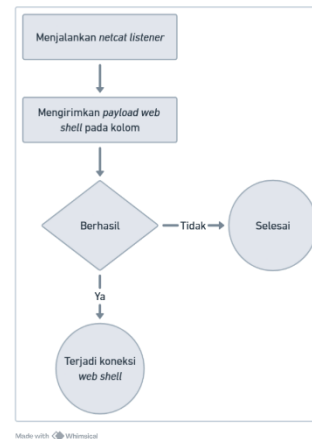 Menjalankan netcat listener
Mengirimkan payload web
shell pada kolom
Berhasil
Tidak
Selesai
Ya
Terjadi koneksi
web shell
Made with Whimsical